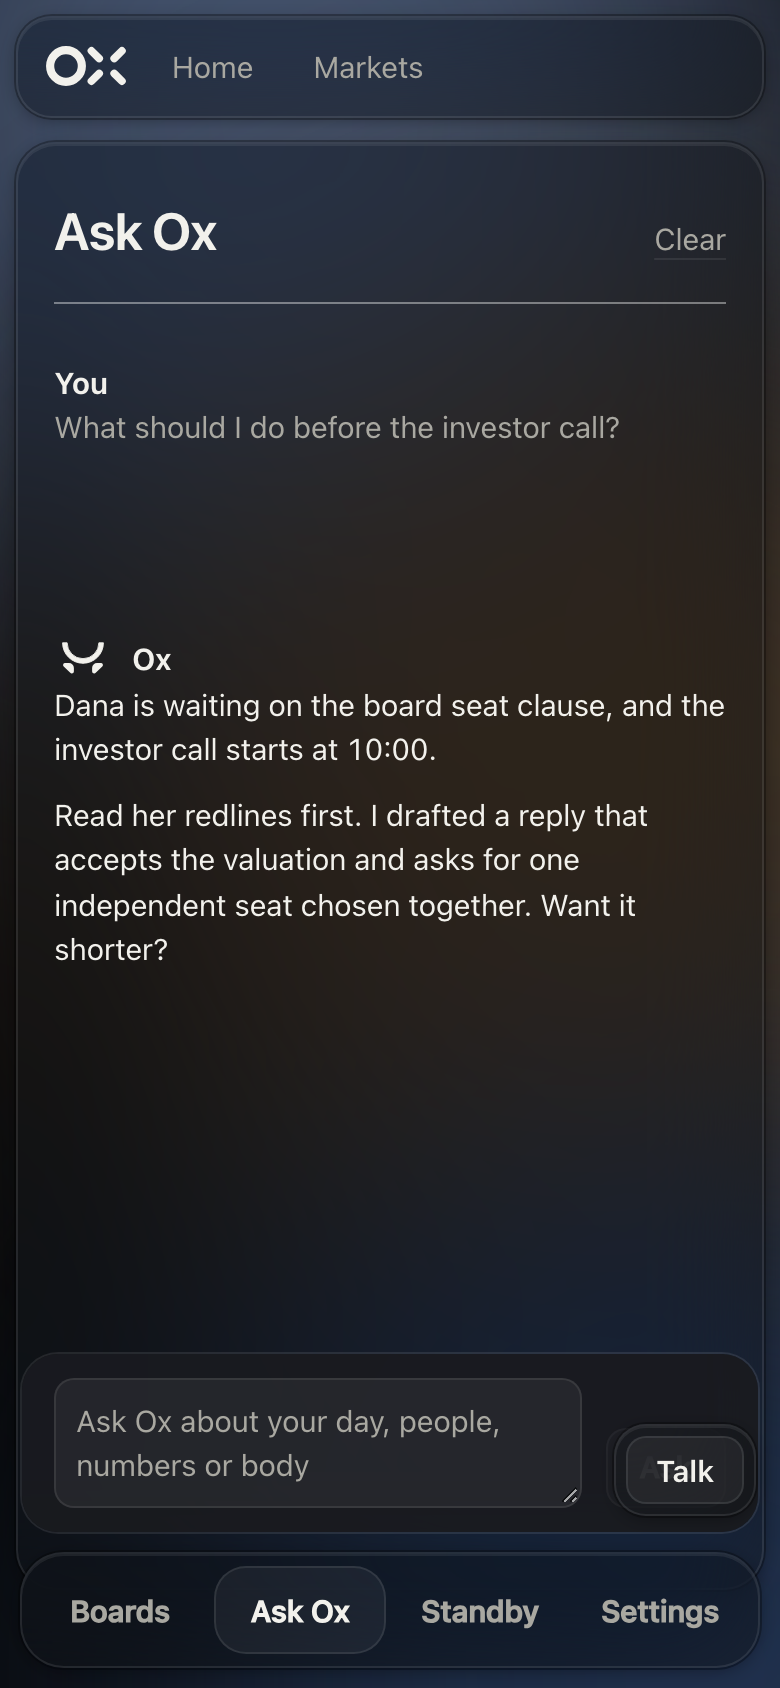 OX
Home
Markets
Ask Ox
Clear
You
What should I do before the investor call?
Ox
Dana is waiting on the board seat clause, and the
investor call starts at 10:00.
Read her redlines first. I drafted a reply that
accepts the valuation and asks for one
independent seat chosen together. Want it
shorter?
Ask Ox about your day, people,
numbers or body
Talk
Boards
Ask Ox
Standby
Settings